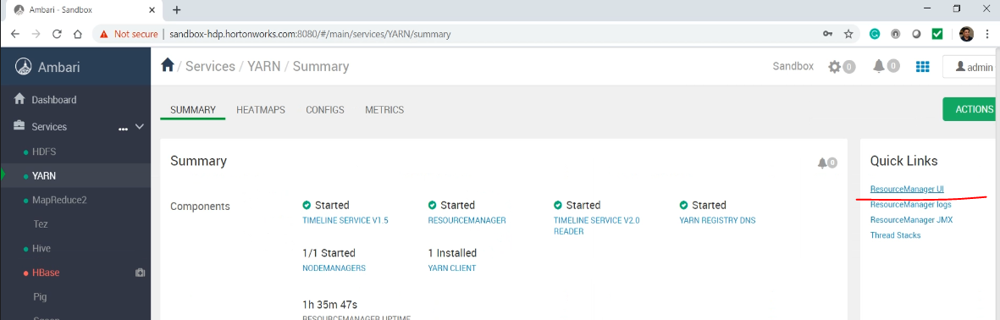 Ambari - Sandbox
Not secure | sandbox-hdp.hortonworks.com:8080/#/main/services/YARN/summary
Ambari
/ Services / YARN / Summary
Sandbox
0
0
admin
Dashboard
Services
HDFS
YARN
MapReduce2
Tez
Hive
HBase
Pig
SUMMARY HEATMAPS CONFIGS METRICS
ACTIONS
Summary
0
Components
Started
TIMELINE SERVICE V1.5
Started
RESOURCEMANAGER
Started
TIMELINE SERVICE V2.0
READER
Started
YARN REGISTRY DNS
1/1 Started
NODEMANAGERS
1 Installed
YARN CLIENT
1h 35m 47s
RESOURCEMANAGER UPTIME
Quick Links
ResourceManager UI
ResourceManager logs
ResourceManager JMX
Thread Stacks